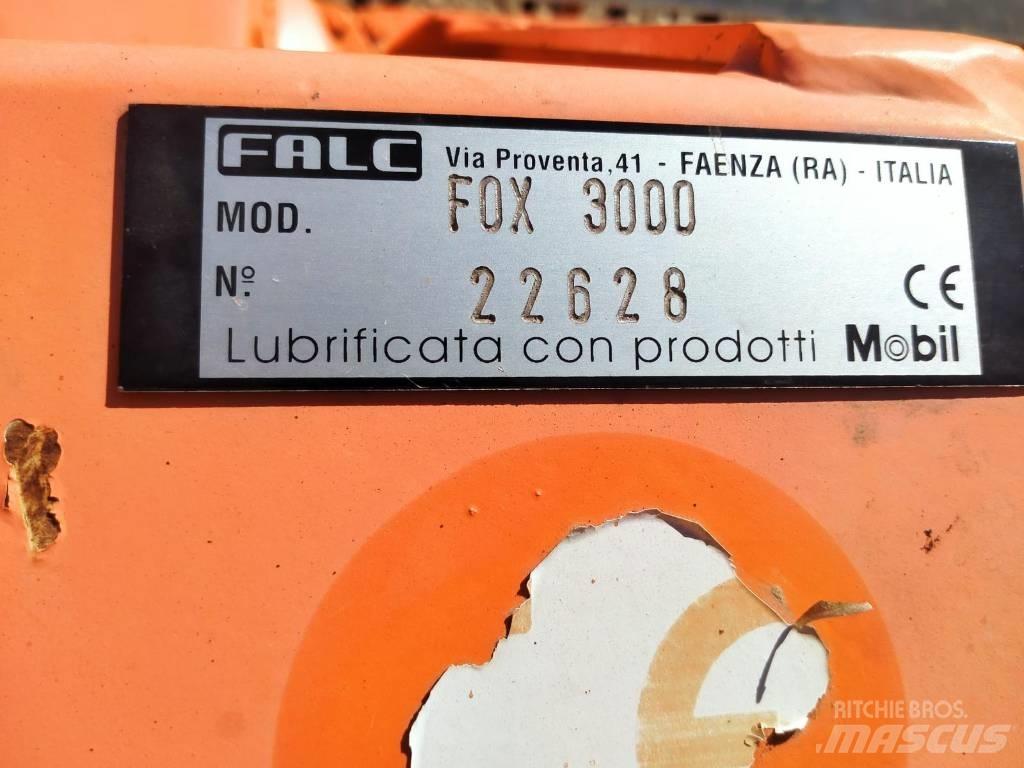 FALC Via Proventa,41 - FAENZA (RA) - ITALIA
MOD. FOX 3000
Nº. 22628
CE
Lubrificata con prodotti Mobil
RITCHIE BROS.
MASCUS